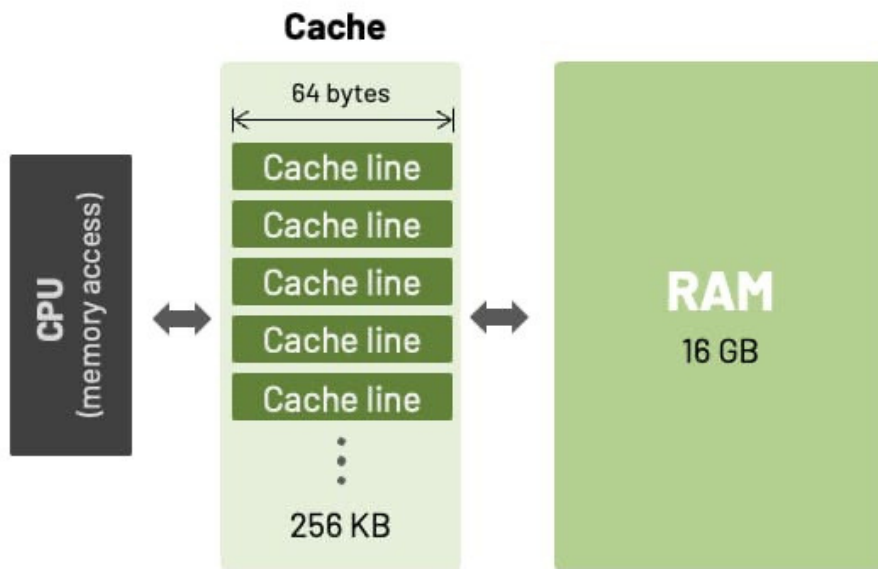 Cache
64 bytes
Cache line
Cache line
Cache line
Cache line
Cache line
256 KB
CPU
(memory access)
RAM
16 GB